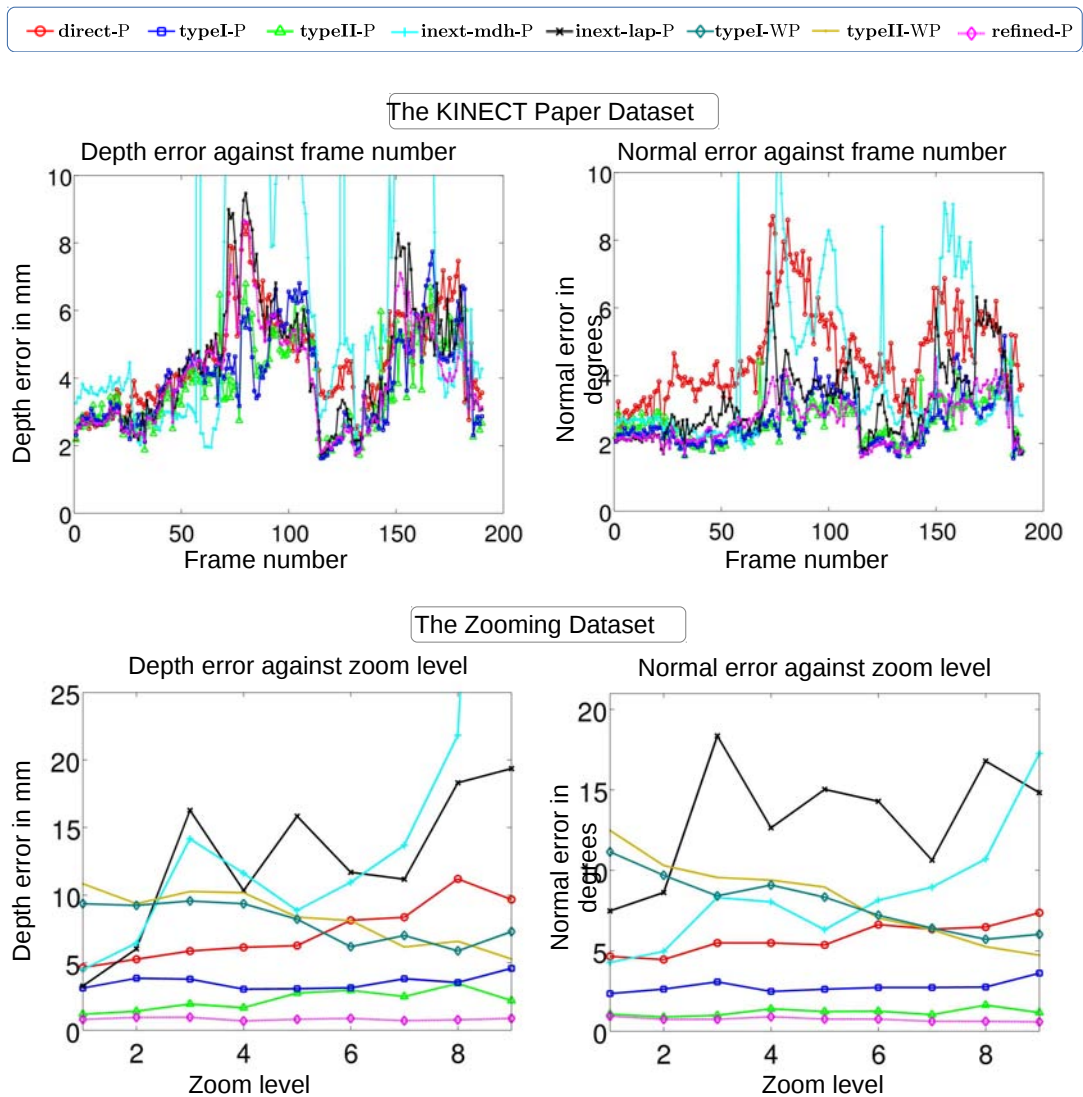 direct-P typeI-P typeII-P inext-mdh-P inext-lap-P typeI-WP typeII-WP refined-P
The KINECT Paper Dataset
Depth error against frame number
Normal error against frame number
Depth error in mm
10
8
6
4
2
0
0 50 100 150 200
Frame number
Normal error in
degrees
10
8
6
4
2
0
0 50 100 150 200
Frame number
The Zooming Dataset
Depth error against zoom level
Normal error against zoom level
Depth error in mm
25
20
15
10
5
0
2 4 6 8
Zoom level
Normal error in
degrees
20
15
10
5
0
2 4 6 8
Zoom level